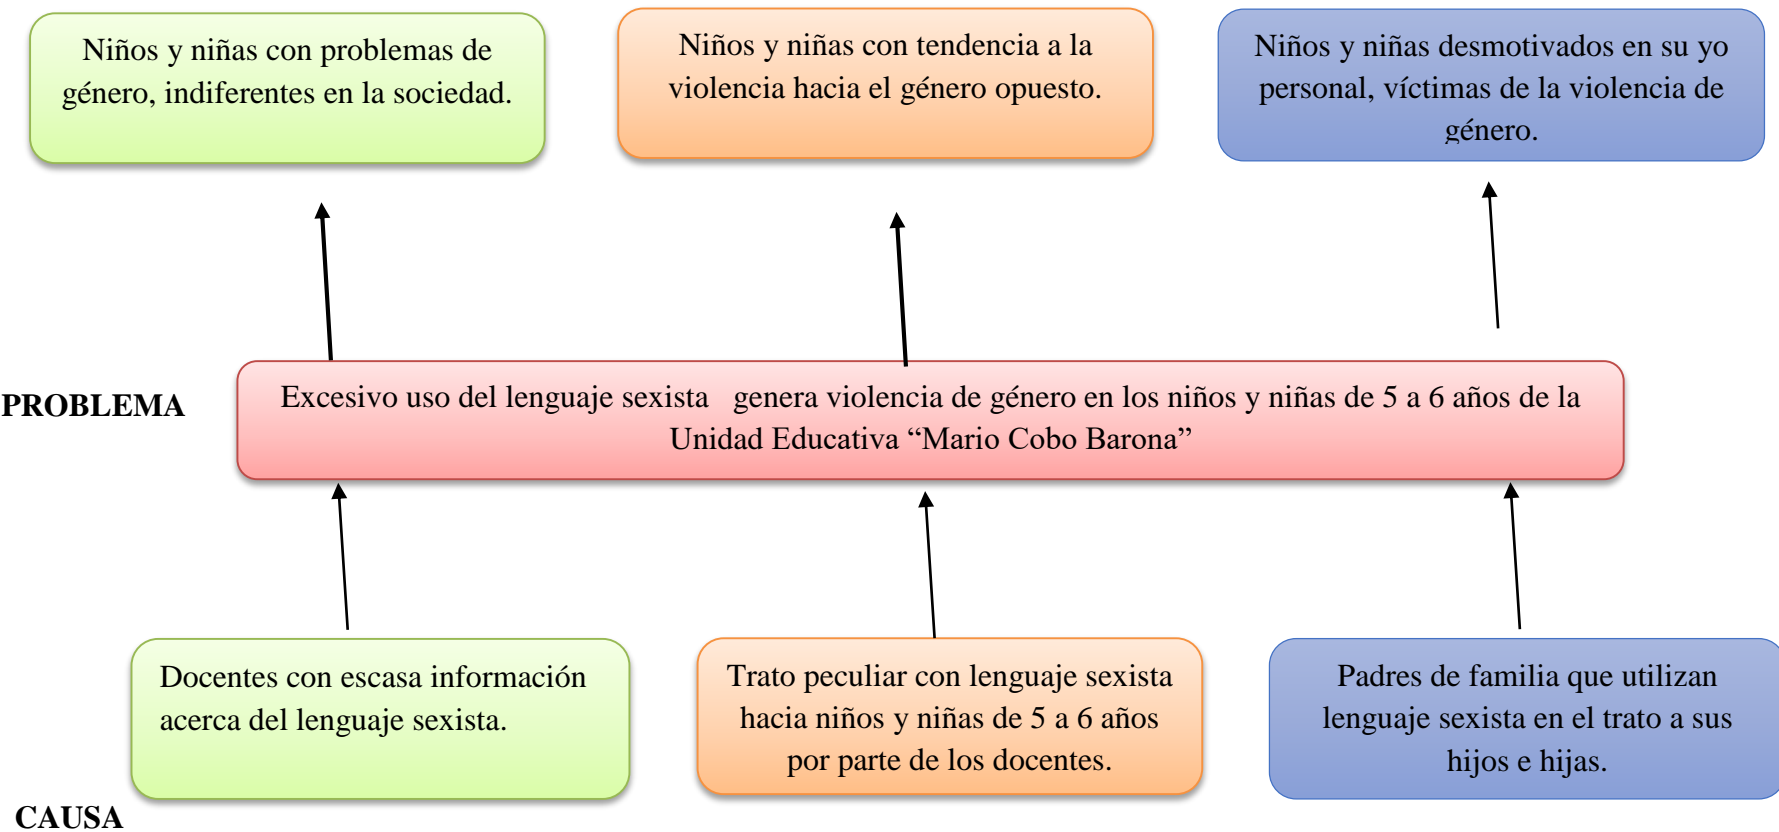 Niños y niñas con problemas de
género, indiferentes en la sociedad.
Niños y niñas con tendencia a la
violencia hacia el género opuesto.
Niños y niñas desmotivados en su yo
personal, víctimas de la violencia de
género.
PROBLEMA
Excesivo uso del lenguaje sexista   genera violencia de género en los niños y niñas de 5 a 6 años de la
Unidad Educativa “Mario Cobo Barona”
Docentes con escasa información
acerca del lenguaje sexista.
Trato peculiar con lenguaje sexista
hacia niños y niñas de 5 a 6 años
por parte de los docentes.
Padres de familia que utilizan
lenguaje sexista en el trato a sus
hijos e hijas.
CAUSA